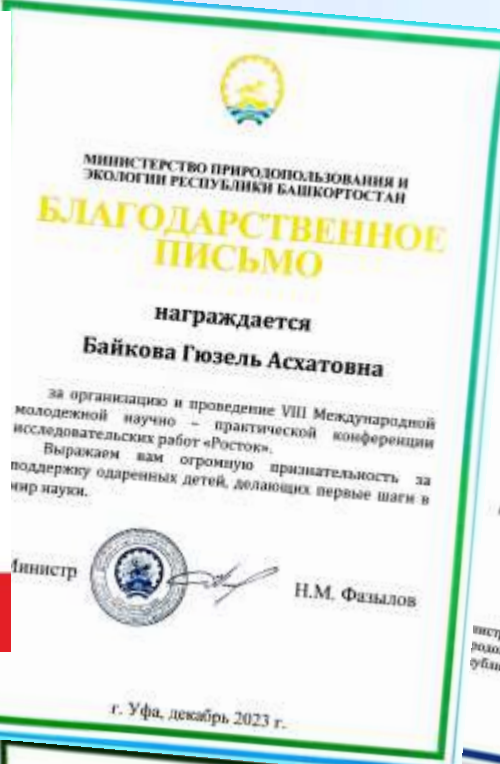 МИНИСТЕРСТВО ПРИРОДОПОЛЬЗОВАНИЯ И
ЭКОЛОГИИ РЕСПУБЛИКИ БАШКОРТОСТАН
БЛАГОДАРСТВЕННОЕ
ПИСЬМО
награждается
Байкова Гюзель Асхатовна
за организацию и проведение VIII Международной
молодежной научно – практической конференции
исследовательских работ «Росток».
Выражаем вам огромную признательность за
поддержку одаренных детей, делающих первые шаги в
мир науки.
Министр
Н.М. Фазылов
г. Уфа, декабрь 2023 г.